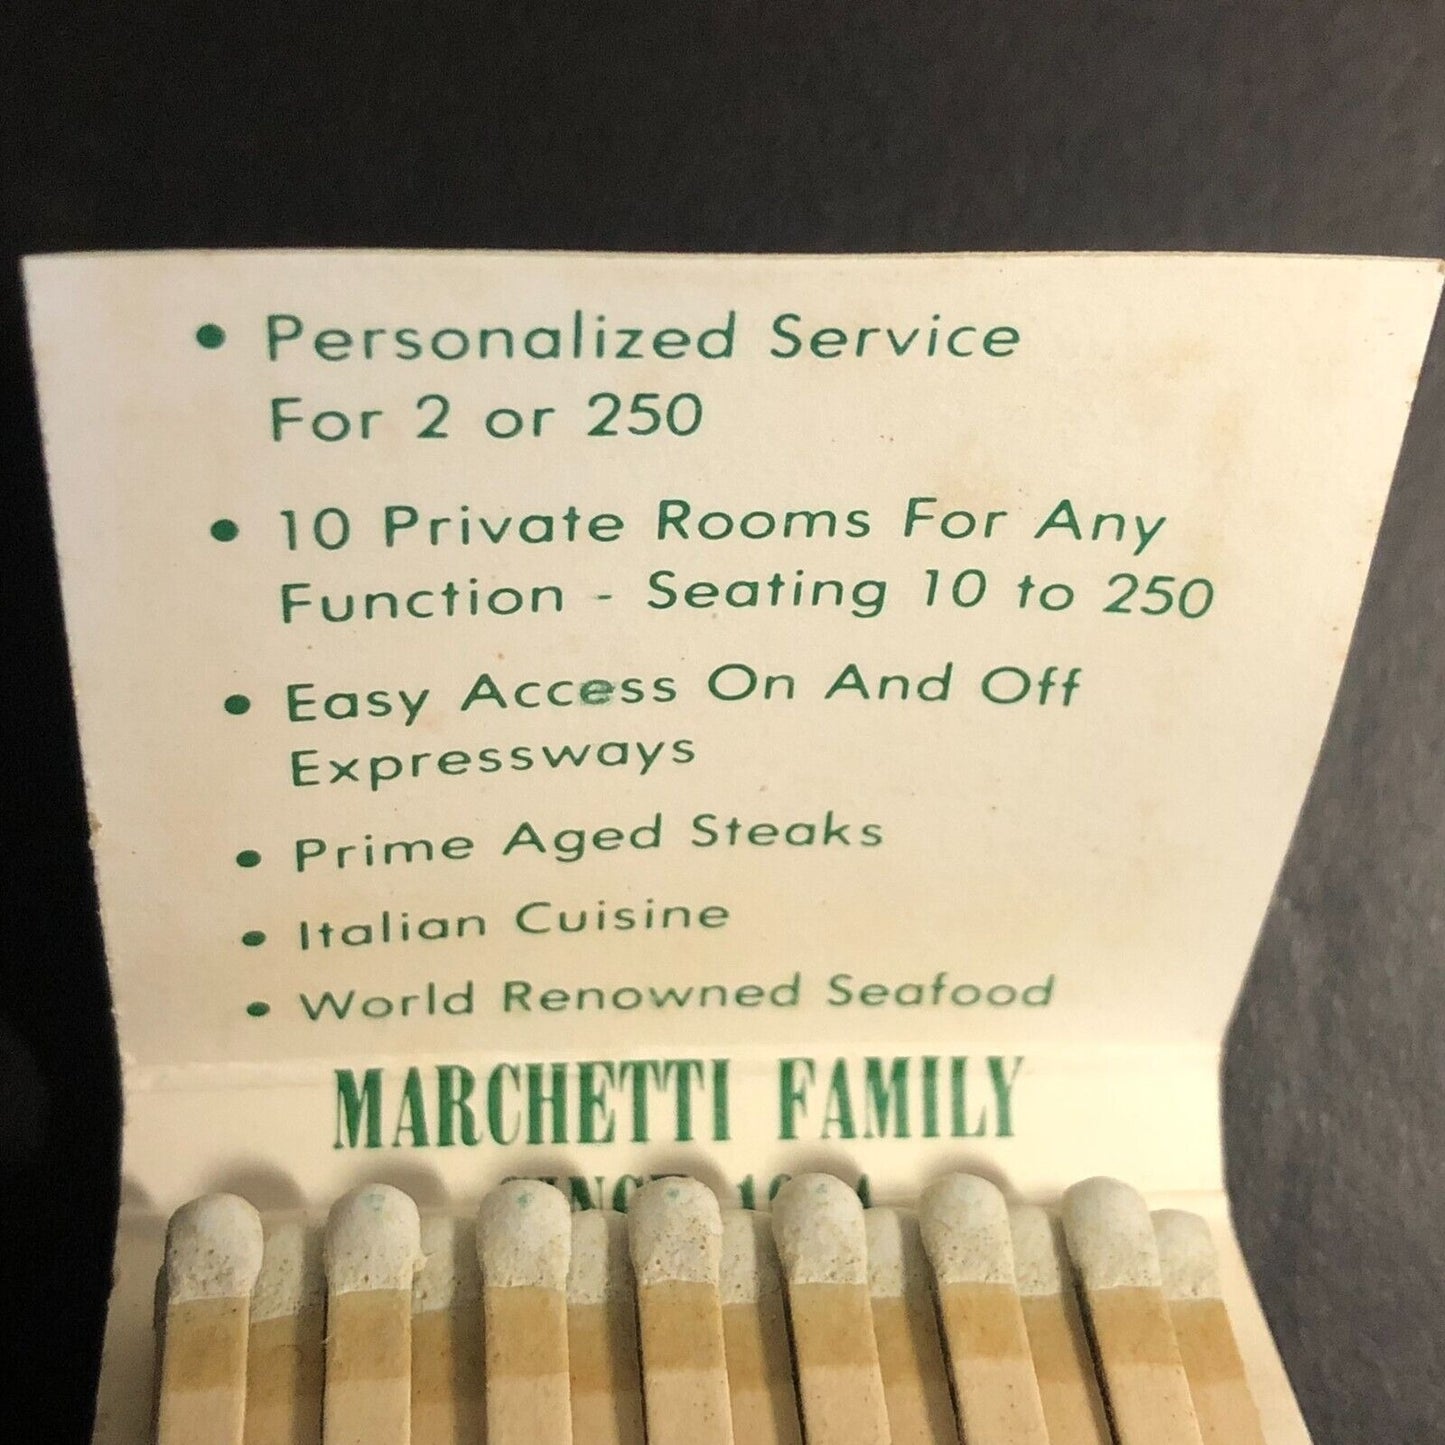 • Personalized Service
For 2 or 250
• 10 Private Rooms For Any
Function - Seating 10 to 250
• Easy Access On And Off
Expressways
• Prime Aged Steaks
• Italian Cuisine
• World Renowned Seafood
MARCHETTI FAMILY
SINCE